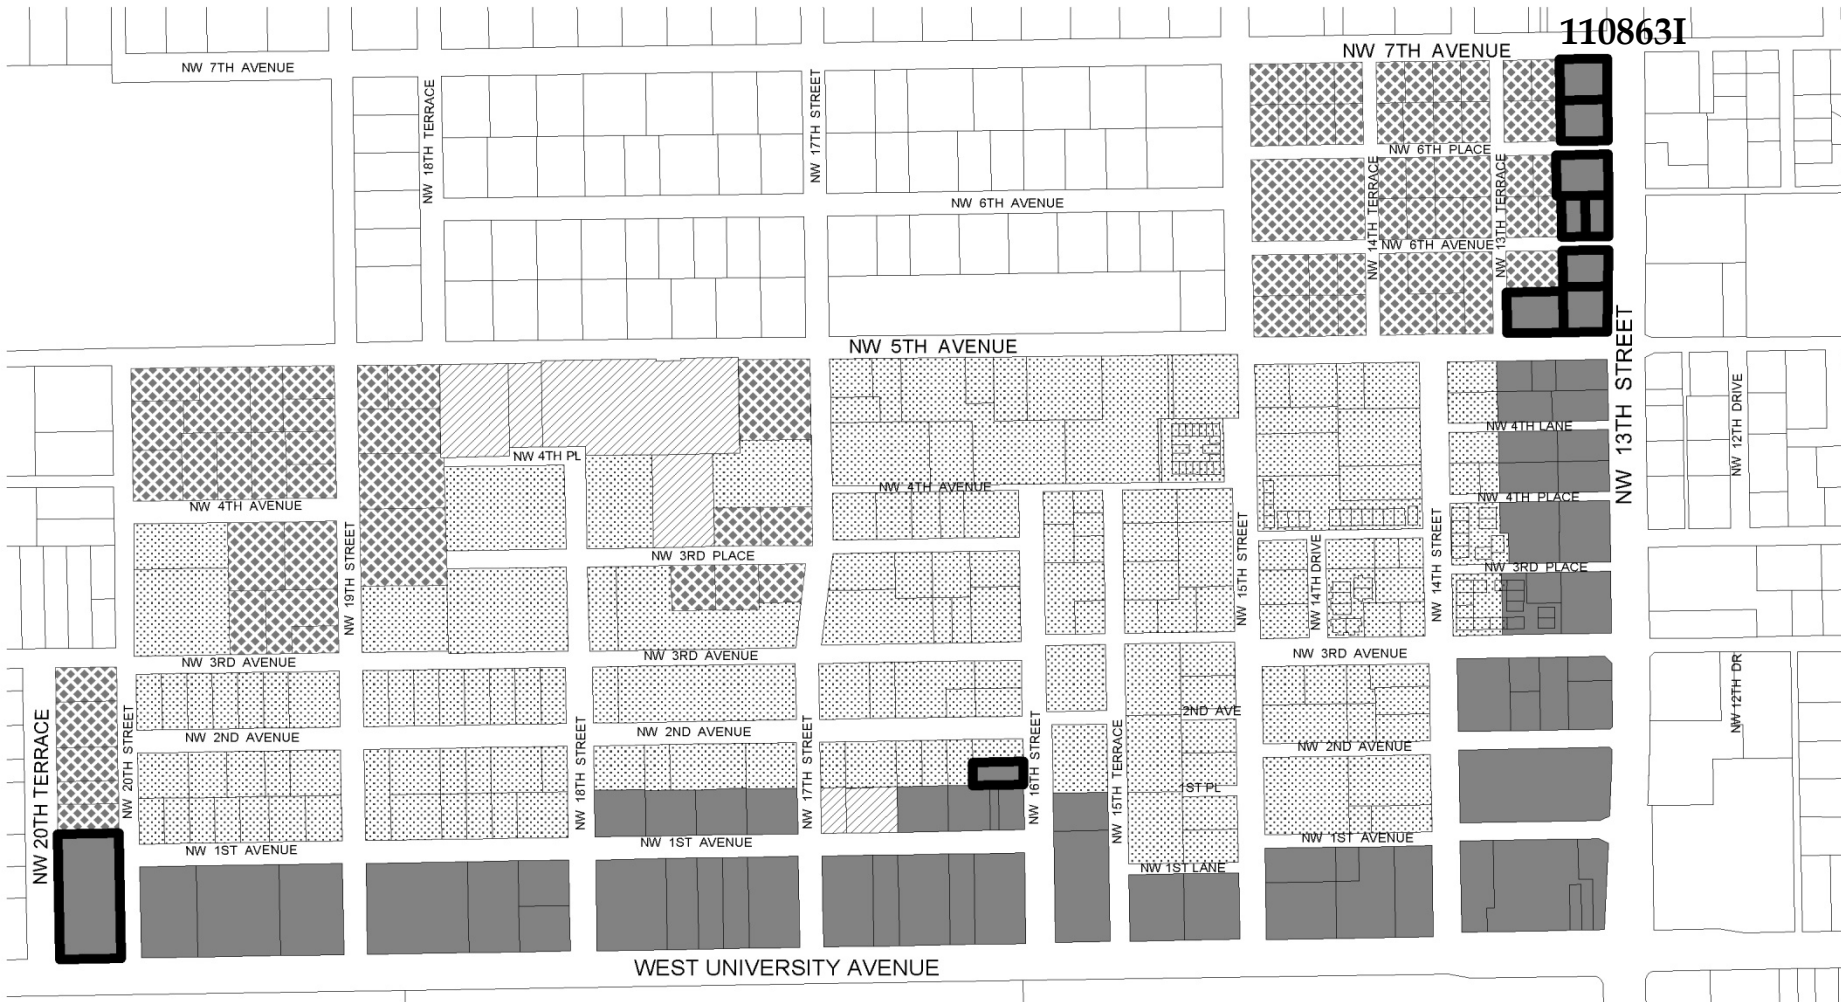 110863I
NW 7TH AVENUE
NW 7TH AVENUE
NW 18TH TERRACE
NW 17TH STREET
NW 6TH PLACE
NW 14TH TERRACE
NW 13TH TERRACE
NW 6TH AVENUE
NW 6TH AVENUE
NW 5TH AVENUE
NW 13TH STREET
NW 12TH DRIVE
NW 4TH LANE
NW 4TH PL
NW 4TH AVENUE
NW 4TH AVENUE
NW 4TH PLACE
NW 19TH STREET
NW 15TH STREET
NW 14TH DRIVE
NW 14TH STREET
NW 3RD PLACE
NW 3RD PLACE
NW 3RD AVENUE
NW 3RD AVENUE
NW 3RD AVENUE
NW 12TH DR
NW 20TH TERRACE
NW 20TH STREET
NW 2ND AVENUE
NW 2ND AVENUE
2ND AVE
NW 2ND AVENUE
NW 18TH STREET
NW 17TH STREET
NW 16TH STREET
NW 15TH TERRACE
1ST PL
NW 1ST AVENUE
NW 1ST AVENUE
NW 1ST AVENUE
NW 1ST LANE
WEST UNIVERSITY AVENUE